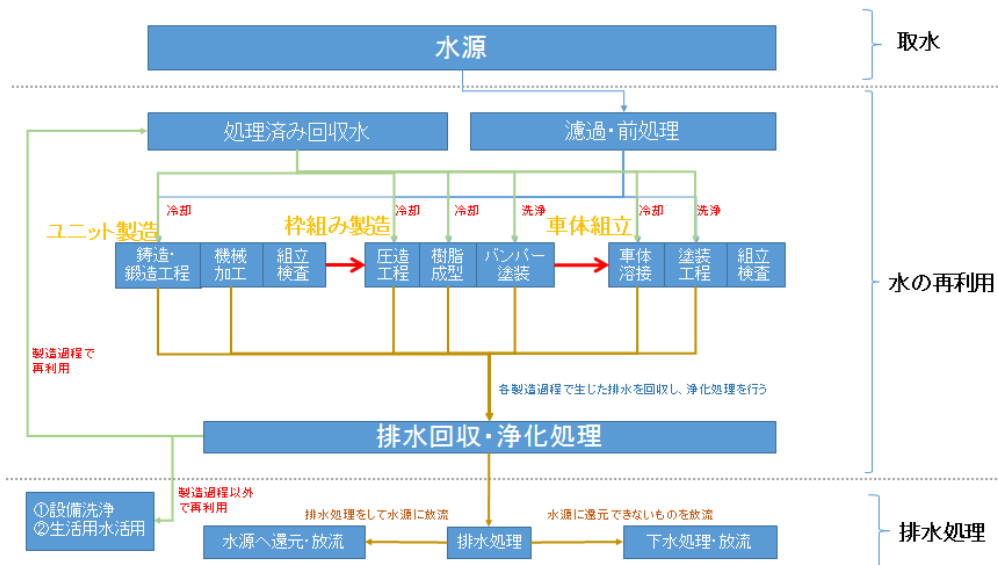 水源
取水
処理済み回収水
濾過・前処理
冷却
冷却
冷却
洗浄
冷却
洗浄
ユニット製造
枠組み製造
車体組立
鋳造・
鍛造工程
機械
加工
組立
検査
圧造
工程
樹脂
成型
バンパー
塗装
車体
溶接
塗装
工程
組立
検査
水の再利用
製造過程で
再利用
各製造過程で生じた排水を回収し、浄化処理を行う
排水回収・浄化処理
製造過程以外
で再利用
①設備洗浄
②生活用水活用
排水処理をして水源に放流
水源に還元できないものを放流
水源へ還元・放流
排水処理
下水処理・放流
排水処理